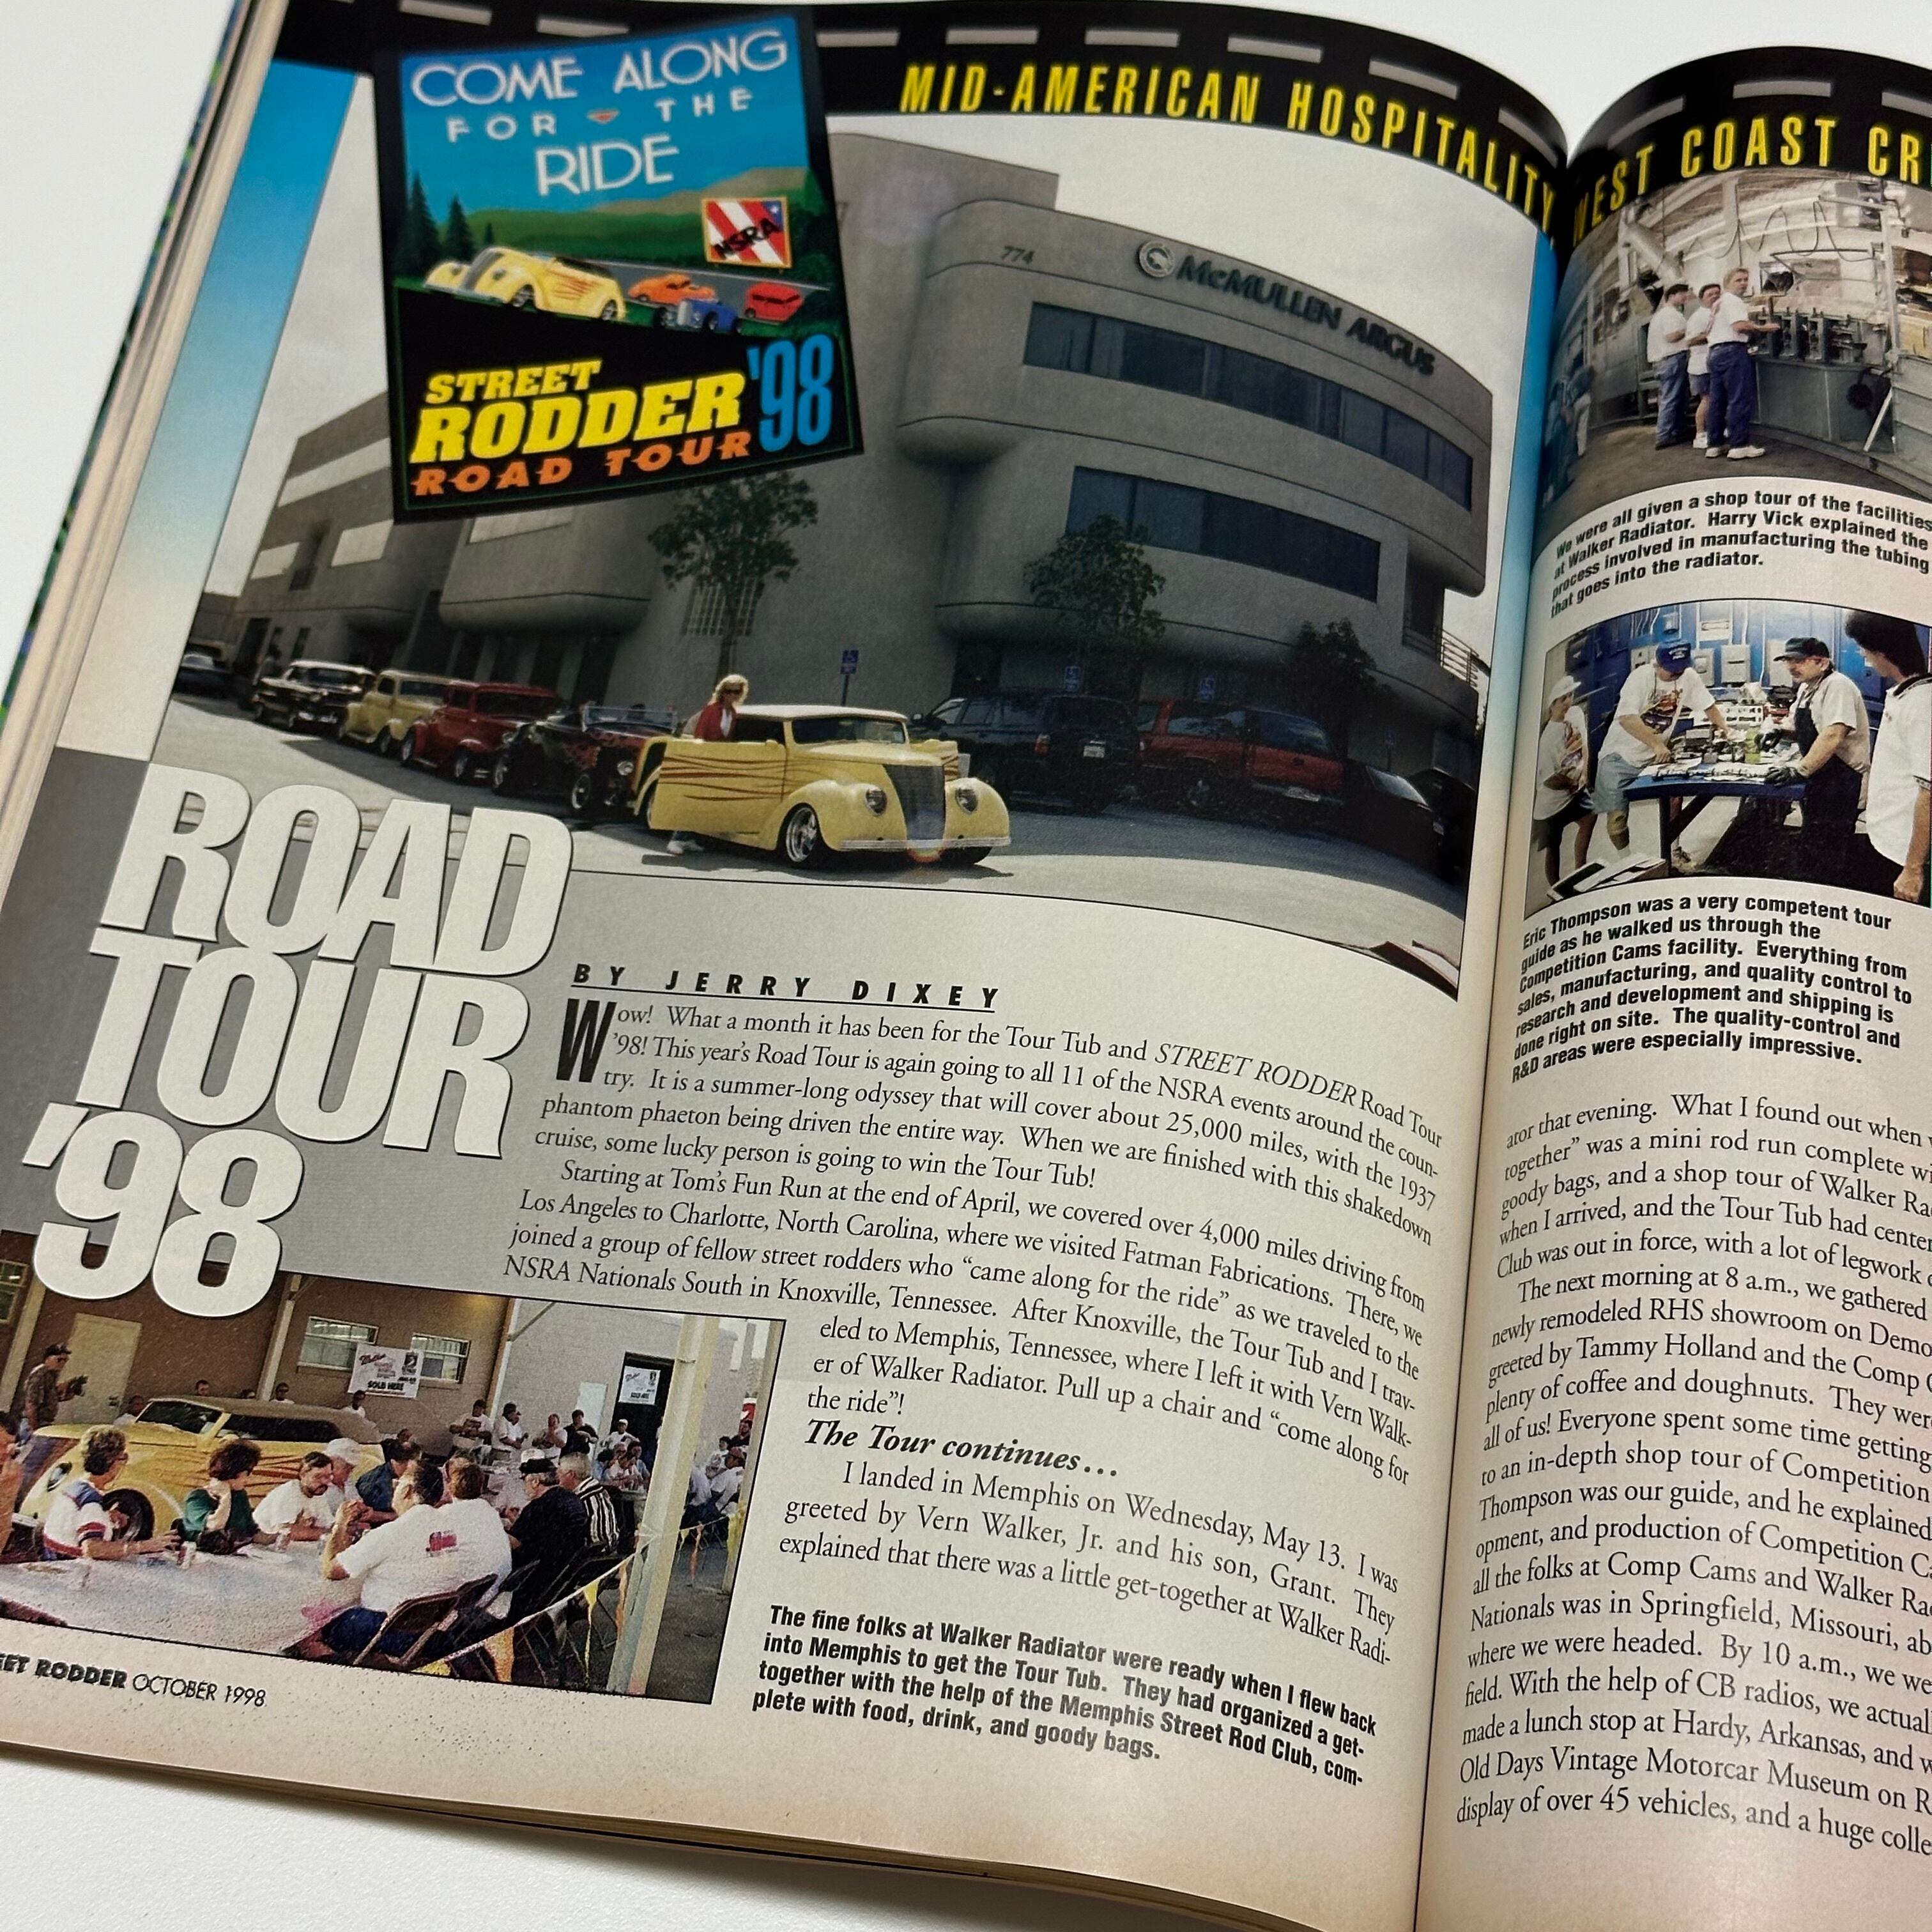 COME ALONG
FOR THE
RIDE
NSRA
STREET
RODDER '98
ROAD TOUR
MID-AMERICAN HOSPITALITY
774
McMULLEN ARGUS
ROAD
TOUR
'98
BY JERRY DIXEY
Wow! What a month it has been for the Tour Tub and STREET RODDER Road Tour
'98! This year's Road Tour is again going to all 11 of the NSRA events around the coun-
try. It is a summer-long odyssey that will cover about 25,000 miles, with the 1937
phantom phaeton being driven the entire way. When we are finished with this shakedown
cruise, some lucky person is going to win the Tour Tub!
Starting at Tom's Fun Run at the end of April, we covered over 4,000 miles driving from
Los Angeles to Charlotte, North Carolina, where we visited Fatman Fabrications. There, we
joined a group of fellow street rodders who “came along for the ride” as we traveled to the
NSRA Nationals South in Knoxville, Tennessee. After Knoxville, the Tour Tub and I trav-
eled to Memphis, Tennessee, where I left it with Vern Walk-
er of Walker Radiator. Pull up a chair and “come along for
the ride”!
The Tour continues...
I landed in Memphis on Wednesday, May 13. I was
greeted by Vern Walker, Jr. and his son, Grant. They
explained that there was a little get-together at Walker Radi-
The fine folks at Walker Radiator were ready when I flew back
into Memphis to get the Tour Tub. They had organized a get-
together with the help of the Memphis Street Rod Club, com-
plete with food, drink, and goody bags.
SOLD HERE
EET RODDER OCTOBER 1998
WEST COAST CR
We were all given a shop tour of the facilities
at Walker Radiator. Harry Vick explained the
process involved in manufacturing the tubing
that goes into the radiator.
Eric Thompson was a very competent tour
guide as he walked us through the
Competition Cams facility. Everything from
sales, manufacturing, and quality control to
research and development and shipping is
done right on site. The quality-control and
R&D areas were especially impressive.
ator that evening. What I found out when
together” was a mini rod run complete wi
goody bags, and a shop tour of Walker Ra
when I arrived, and the Tour Tub had center
Club was out in force, with a lot of legwork
The next morning at 8 a.m., we gathered
newly remodeled RHS showroom on Demo
greeted by Tammy Holland and the Comp
plenty of coffee and doughnuts. They wer
all of us! Everyone spent some time getting
to an in-depth shop tour of Competition
Thompson was our guide, and he explained
opment, and production of Competition Ca
all the folks at Comp Cams and Walker Ra
Nationals was in Springfield, Missouri, ab
where we were headed. By 10 a.m., we we
field. With the help of CB radios, we actual
made a lunch stop at Hardy, Arkansas, and w
Old Days Vintage Motorcar Museum on R
display of over 45 vehicles, and a huge colle